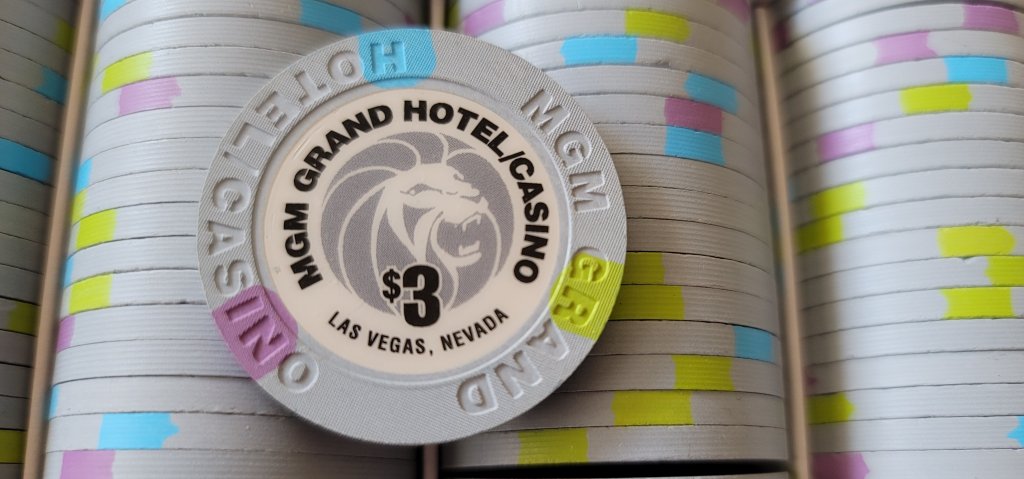 MGM GRAND HOTEL/CASINO
$3
LAS VEGAS, NEVADA
MGM GRAND
HOTEL/CASINO